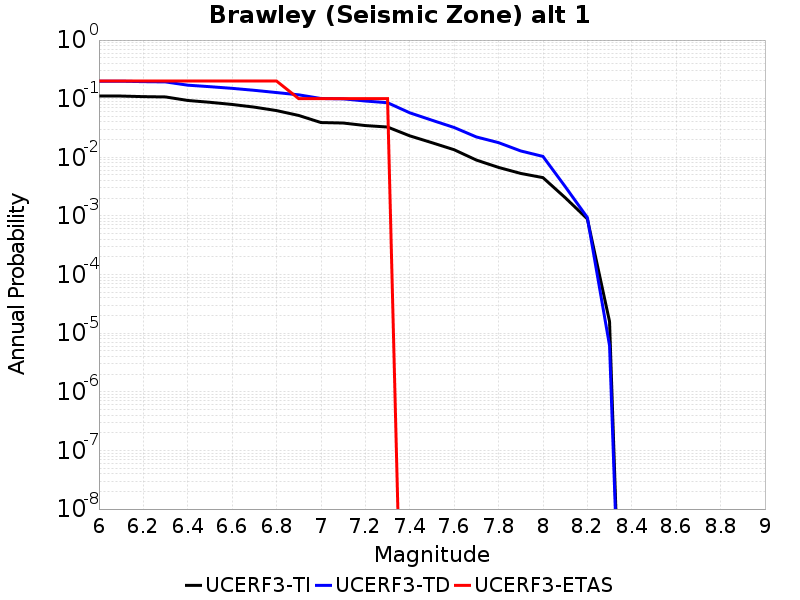 Brawley (Seismic Zone) alt 1
10^0
10^-1
10^-2
10^-3
10^-4
10^-5
10^-6
10^-7
10^-8
Annual Probability
6 6.2 6.4 6.6 6.8 7 7.2 7.4 7.6 7.8 8 8.2 8.4 8.6 8.8 9
Magnitude
UCERF3-TI UCERF3-TD UCERF3-ETAS